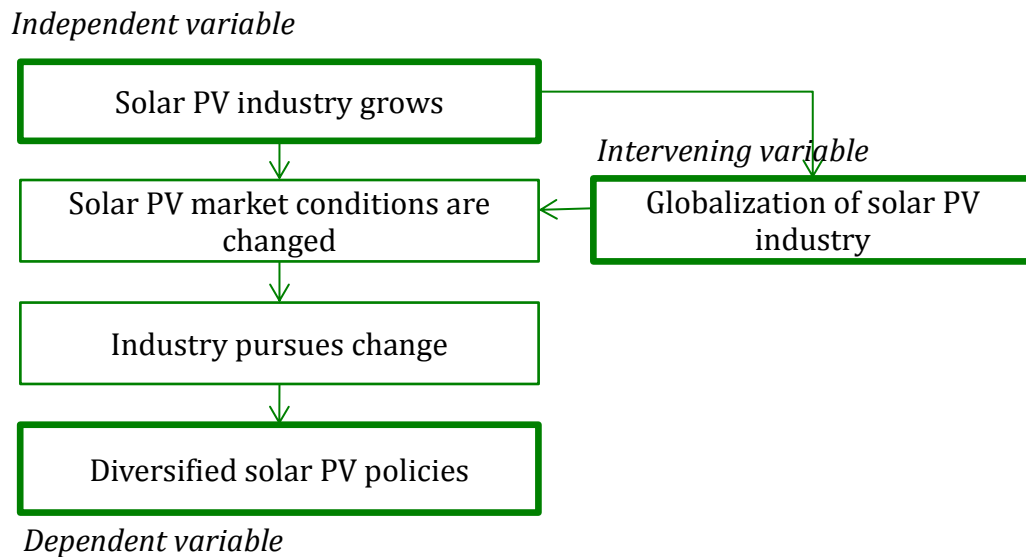 Independent variable
Solar PV industry grows
Intervening variable
Solar PV market conditions are
changed
Globalization of solar PV
industry
Industry pursues change
Diversified solar PV policies
Dependent variable